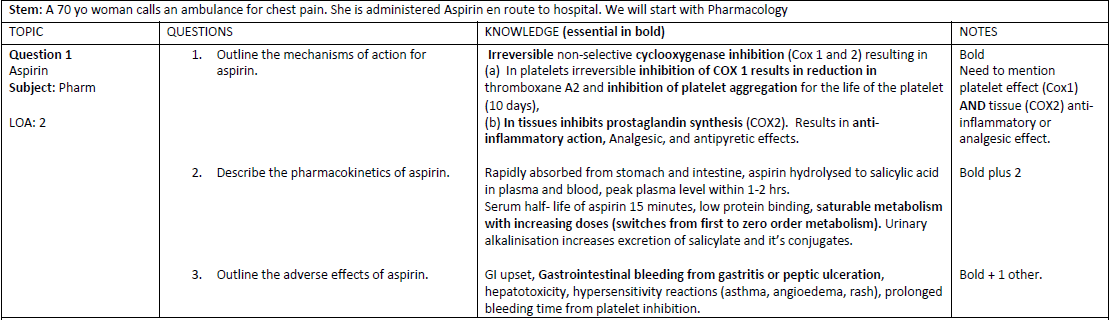 Stem: A 70 yo woman calls an ambulance for chest pain. She is administered Aspirin en route to hospital. We will start with Pharmacology
TOPIC
QUESTIONS
KNOWLEDGE (essential in bold)
NOTES
Question 1
Aspirin
Subject: Pharm
LOA: 2
1. Outline the mechanisms of action for
aspirin.
Irreversible non-selective cyclooxygenase inhibition (Cox 1 and 2) resulting in
(a) In platelets irreversible inhibition of COX 1 results in reduction in
thromboxane A2 and inhibition of platelet aggregation for the life of the platelet
(10 days),
(b) In tissues inhibits prostaglandin synthesis (COX2). Results in anti-
inflammatory action, Analgesic, and antipyretic effects.
Bold
Need to mention
platelet effect (Cox1)
AND tissue (COX2) anti-
inflammatory or
analgesic effect.
2. Describe the pharmacokinetics of aspirin.
Rapidly absorbed from stomach and intestine, aspirin hydrolysed to salicylic acid
in plasma and blood, peak plasma level within 1-2 hrs.
Serum half- life of aspirin 15 minutes, low protein binding, saturable metabolism
with increasing doses (switches from first to zero order metabolism). Urinary
alkalinisation increases excretion of salicylate and it's conjugates.
Bold plus 2
3. Outline the adverse effects of aspirin.
GI upset, Gastrointestinal bleeding from gastritis or peptic ulceration,
hepatotoxicity, hypersensitivity reactions (asthma, angioedema, rash), prolonged
bleeding time from platelet inhibition.
Bold + 1 other.